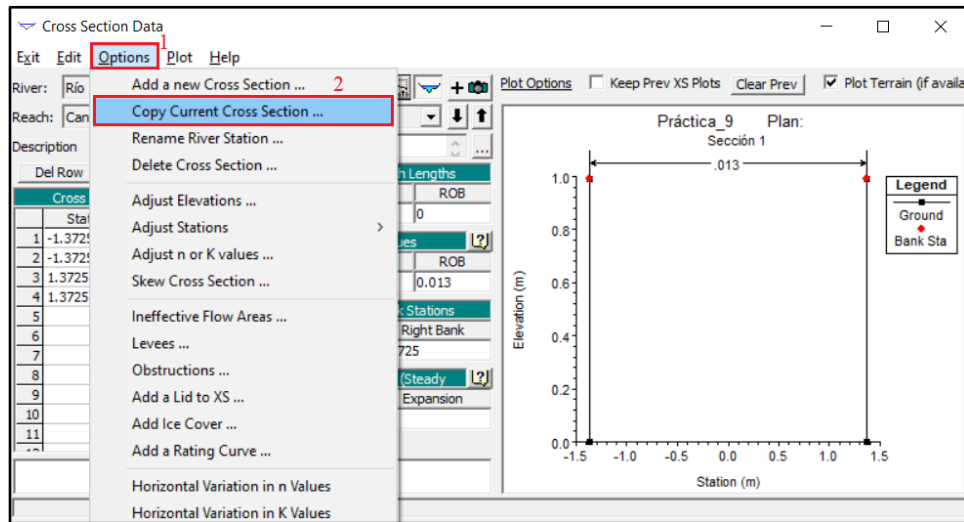 Cross Section Data
1
Exit Edit Options Plot Help
River: Río
Reach: Can
Description
...
Del Row
Add a new Cross Section ... 2
Copy Current Cross Section ...
Rename River Station ...
Delete Cross Section ...
Adjust Elevations ...
Adjust Stations
Adjust n or K values ...
Skew Cross Section ...
Ineffective Flow Areas ...
Levees ...
Obstructions ...
Add a Lid to XS ...
Add Ice Cover ...
Add a Rating Curve ...
Horizontal Variation in n Values
Horizontal Variation in K Values
Cross
Stat
1 -1.3725
2 -1.3725
3 1.3725
4 1.3725
5
6
7
8
9
10
11
h Lengths
ROB
0
ues
ROB
0.013
k Stations
Right Bank
725
(Steady
Expansion
Plot Options Keep Prev XS Plots Clear Prev Plot Terrain (if availa
Práctica_9 Plan:
Sección 1
.013
1.0
0.8
0.6
0.4
0.2
0.0
Elevation (m)
-1.5 -1.0 -0.5 0.0 0.5 1.0 1.5
Station (m)
Legend
Ground
Bank Sta